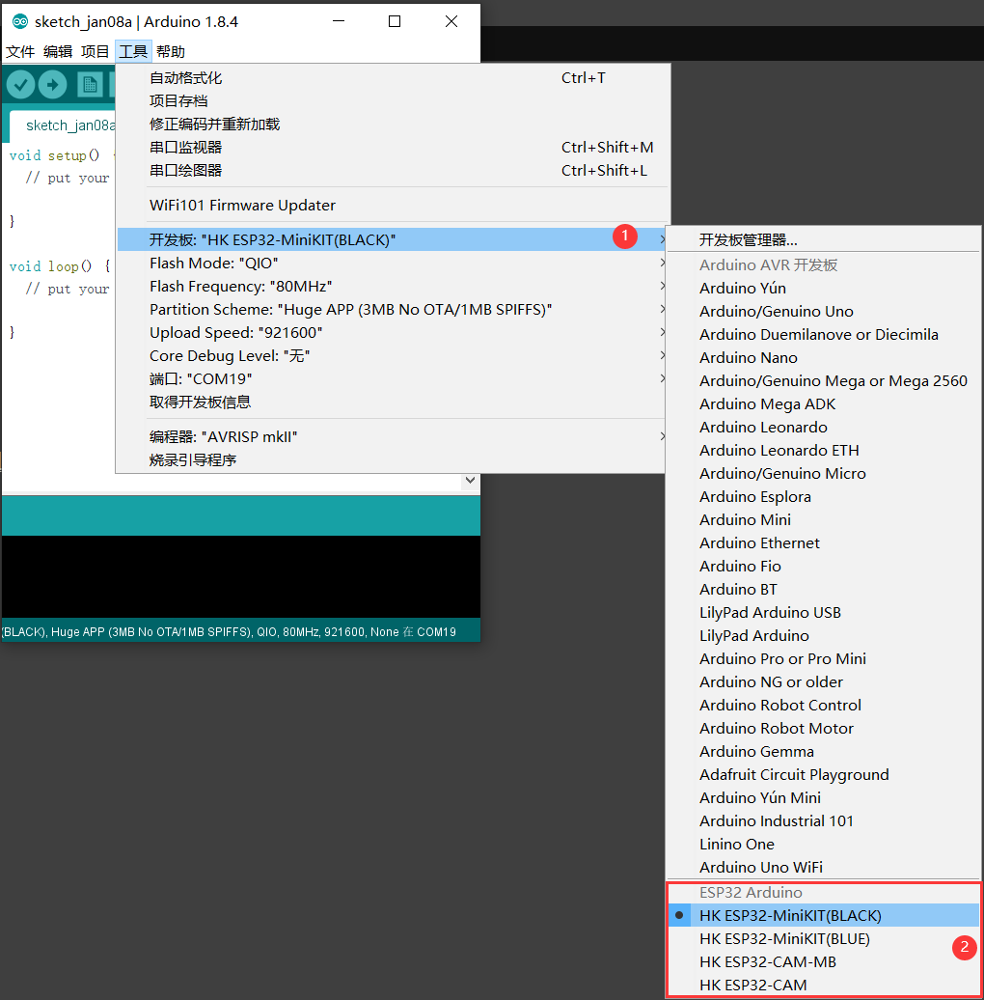 sketch_jan08a | Arduino 1.8.4
文件 编辑 项目 工具 帮助
sketch_jan08a
void setup() {
// put your
}
void loop() {
// put your
}
自动格式化 Ctrl+T
项目存档
修正编码并重新加载
串口监视器 Ctrl+Shift+M
串口绘图器 Ctrl+Shift+L
WiFi101 Firmware Updater
开发板: "HK ESP32-MiniKIT(BLACK)" 1
Flash Mode: "QIO"
Flash Frequency: "80MHz"
Partition Scheme: "Huge APP (3MB No OTA/1MB SPIFFS)"
Upload Speed: "921600"
Core Debug Level: "无"
端口: "COM19"
取得开发板信息
编程器: "AVRISP mkII"
烧录引导程序
(BLACK), Huge APP (3MB No OTA/1MB SPIFFS), QIO, 80MHz, 921600, None 在 COM19
开发板管理器...
Arduino AVR 开发板
Arduino Yún
Arduino/Genuino Uno
Arduino Duemilanove or Diecimila
Arduino Nano
Arduino/Genuino Mega or Mega 2560
Arduino Mega ADK
Arduino Leonardo
Arduino Leonardo ETH
Arduino/Genuino Micro
Arduino Esplora
Arduino Mini
Arduino Ethernet
Arduino Fio
Arduino BT
LilyPad Arduino USB
LilyPad Arduino
Arduino Pro or Pro Mini
Arduino NG or older
Arduino Robot Control
Arduino Robot Motor
Arduino Gemma
Adafruit Circuit Playground
Arduino Yún Mini
Arduino Industrial 101
Linino One
Arduino Uno WiFi
ESP32 Arduino
HK ESP32-MiniKIT(BLACK)
HK ESP32-MiniKIT(BLUE) 2
HK ESP32-CAM-MB
HK ESP32-CAM